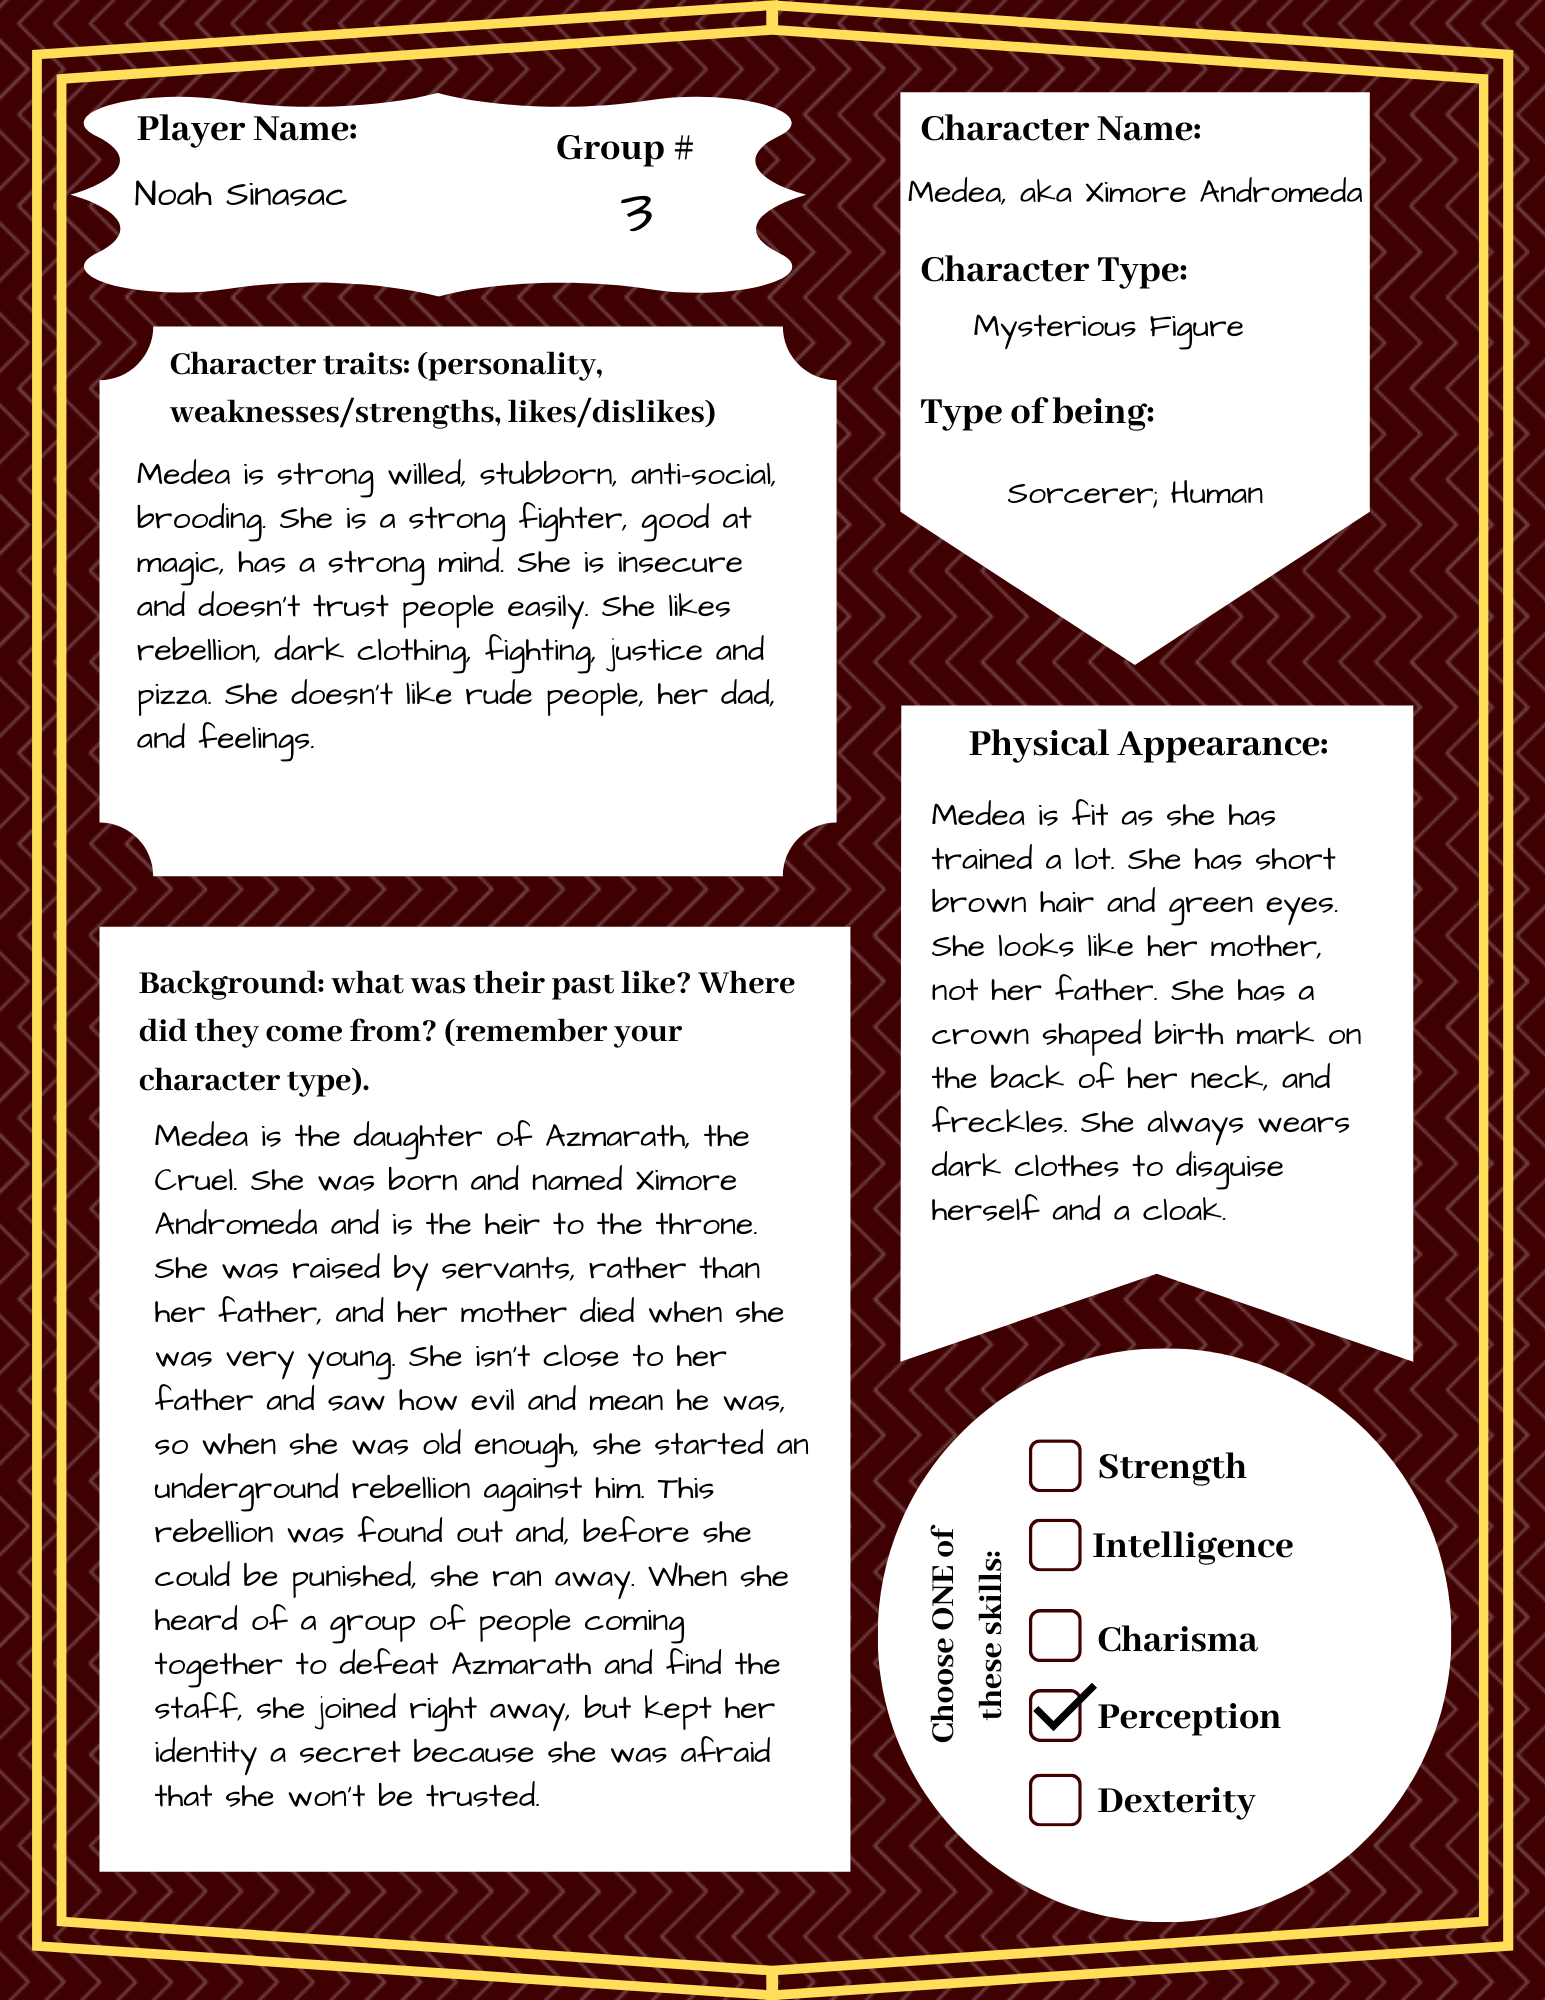 Player Name:
Noah Sinasac
Group #
3
Character Name:
Medea, aka Ximore Andromeda
Character Type:
Mysterious Figure
Type of being:
Sorcerer; Human
Character traits: (personality,
weaknesses/strengths, likes/dislikes)
Medea is strong willed, stubborn, anti-social,
brooding. She is a strong fighter, good at
magic, has a strong mind. She is insecure
and doesn't trust people easily. She likes
rebellion, dark clothing, fighting, justice and
pizza. She doesn't like rude people, her dad,
and feelings.
Physical Appearance:
Medea is fit as she has
trained a lot. She has short
brown hair and green eyes.
She looks like her mother,
not her father. She has a
crown shaped birth mark on
the back of her neck, and
freckles. She always wears
dark clothes to disguise
herself and a cloak.
Background: what was their past like? Where
did they come from? (remember your
character type).
Medea is the daughter of Azmarath, the
Cruel. She was born and named Ximore
Andromeda and is the heir to the throne.
She was raised by servants, rather than
her father, and her mother died when she
was very young. She isn't close to her
father and saw how evil and mean he was,
so when she was old enough, she started an
underground rebellion against him. This
rebellion was found out and, before she
could be punished, she ran away. When she
heard of a group of people coming
together to defeat Azmarath and find the
staff, she joined right away, but kept her
identity a secret because she was afraid
that she won't be trusted.
Choose ONE of
these skills:
Strength
Intelligence
Charisma
Perception
Dexterity